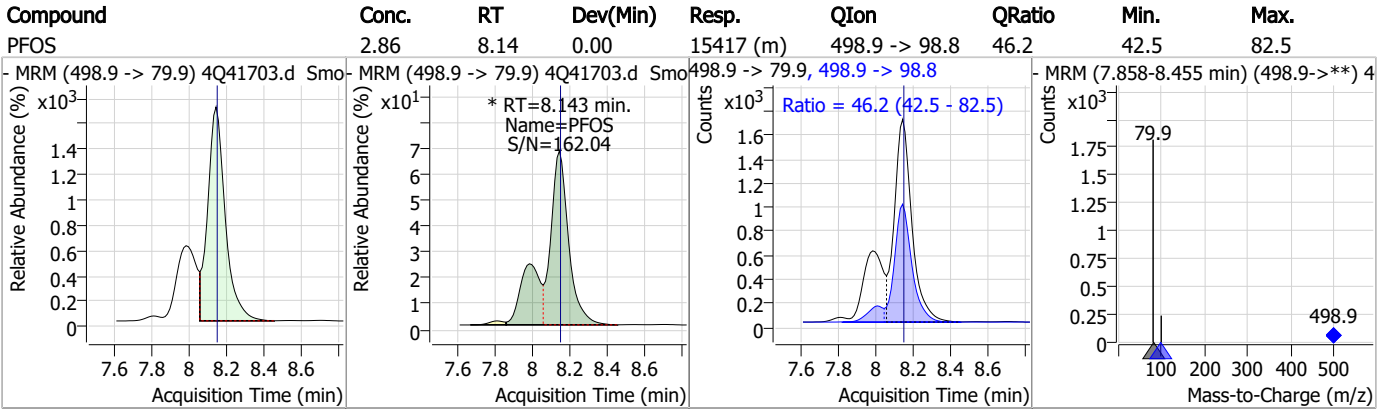 Compound Conc. RT Dev(Min) Resp. QIon QRatio Min. Max.
PFOS 2.86 8.14 0.00 15417 (m) 498.9 -> 98.8 46.2 42.5 82.5
- MRM (498.9 -> 79.9) 4Q41703.d Smo
Relative Abundance (%)
x10³
1.4
1.2
1
0.8
0.6
0.4
0.2
0
7.6 7.8 8 8.2 8.4 8.6
Acquisition Time (min)
- MRM (498.9 -> 79.9) 4Q41703.d Smo
Relative Abundance (%)
x10¹
* RT=8.143 min.
Name=PFOS
S/N=162.04
7
6
5
4
3
2
1
0
7.6 7.8 8 8.2 8.4 8.6
Acquisition Time (min)
498.9 -> 79.9, 498.9 -> 98.8
Counts
x10³
Ratio = 46.2 (42.5 - 82.5)
1.6
1.4
1.2
1
0.8
0.6
0.4
0.2
0
7.6 7.8 8 8.2 8.4 8.6
Acquisition Time (min)
- MRM (7.858-8.455 min) (498.9->**) 4
Counts
x10³
79.9
1.75
1.5
1.25
1
0.75
0.5
0.25
0
498.9
100 200 300 400 500
Mass-to-Charge (m/z)